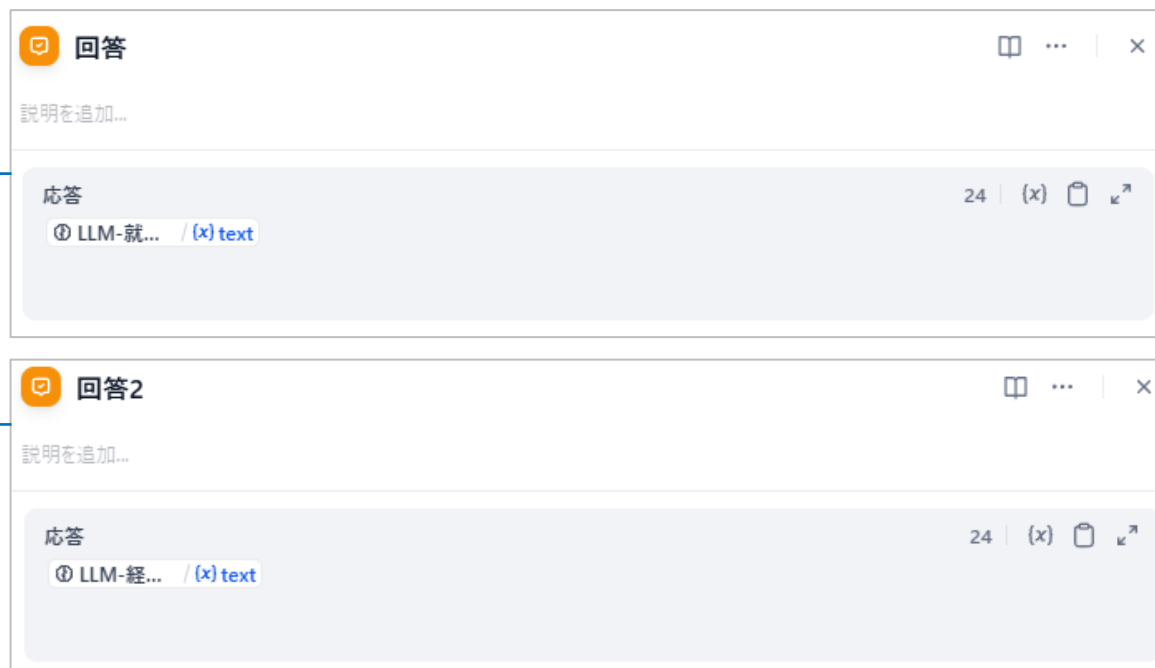 回答
説明を追加...
応答
24
{x}
LLM-就... / {x} text
回答2
説明を追加...
応答
24
{x}
LLM-経... / {x} text